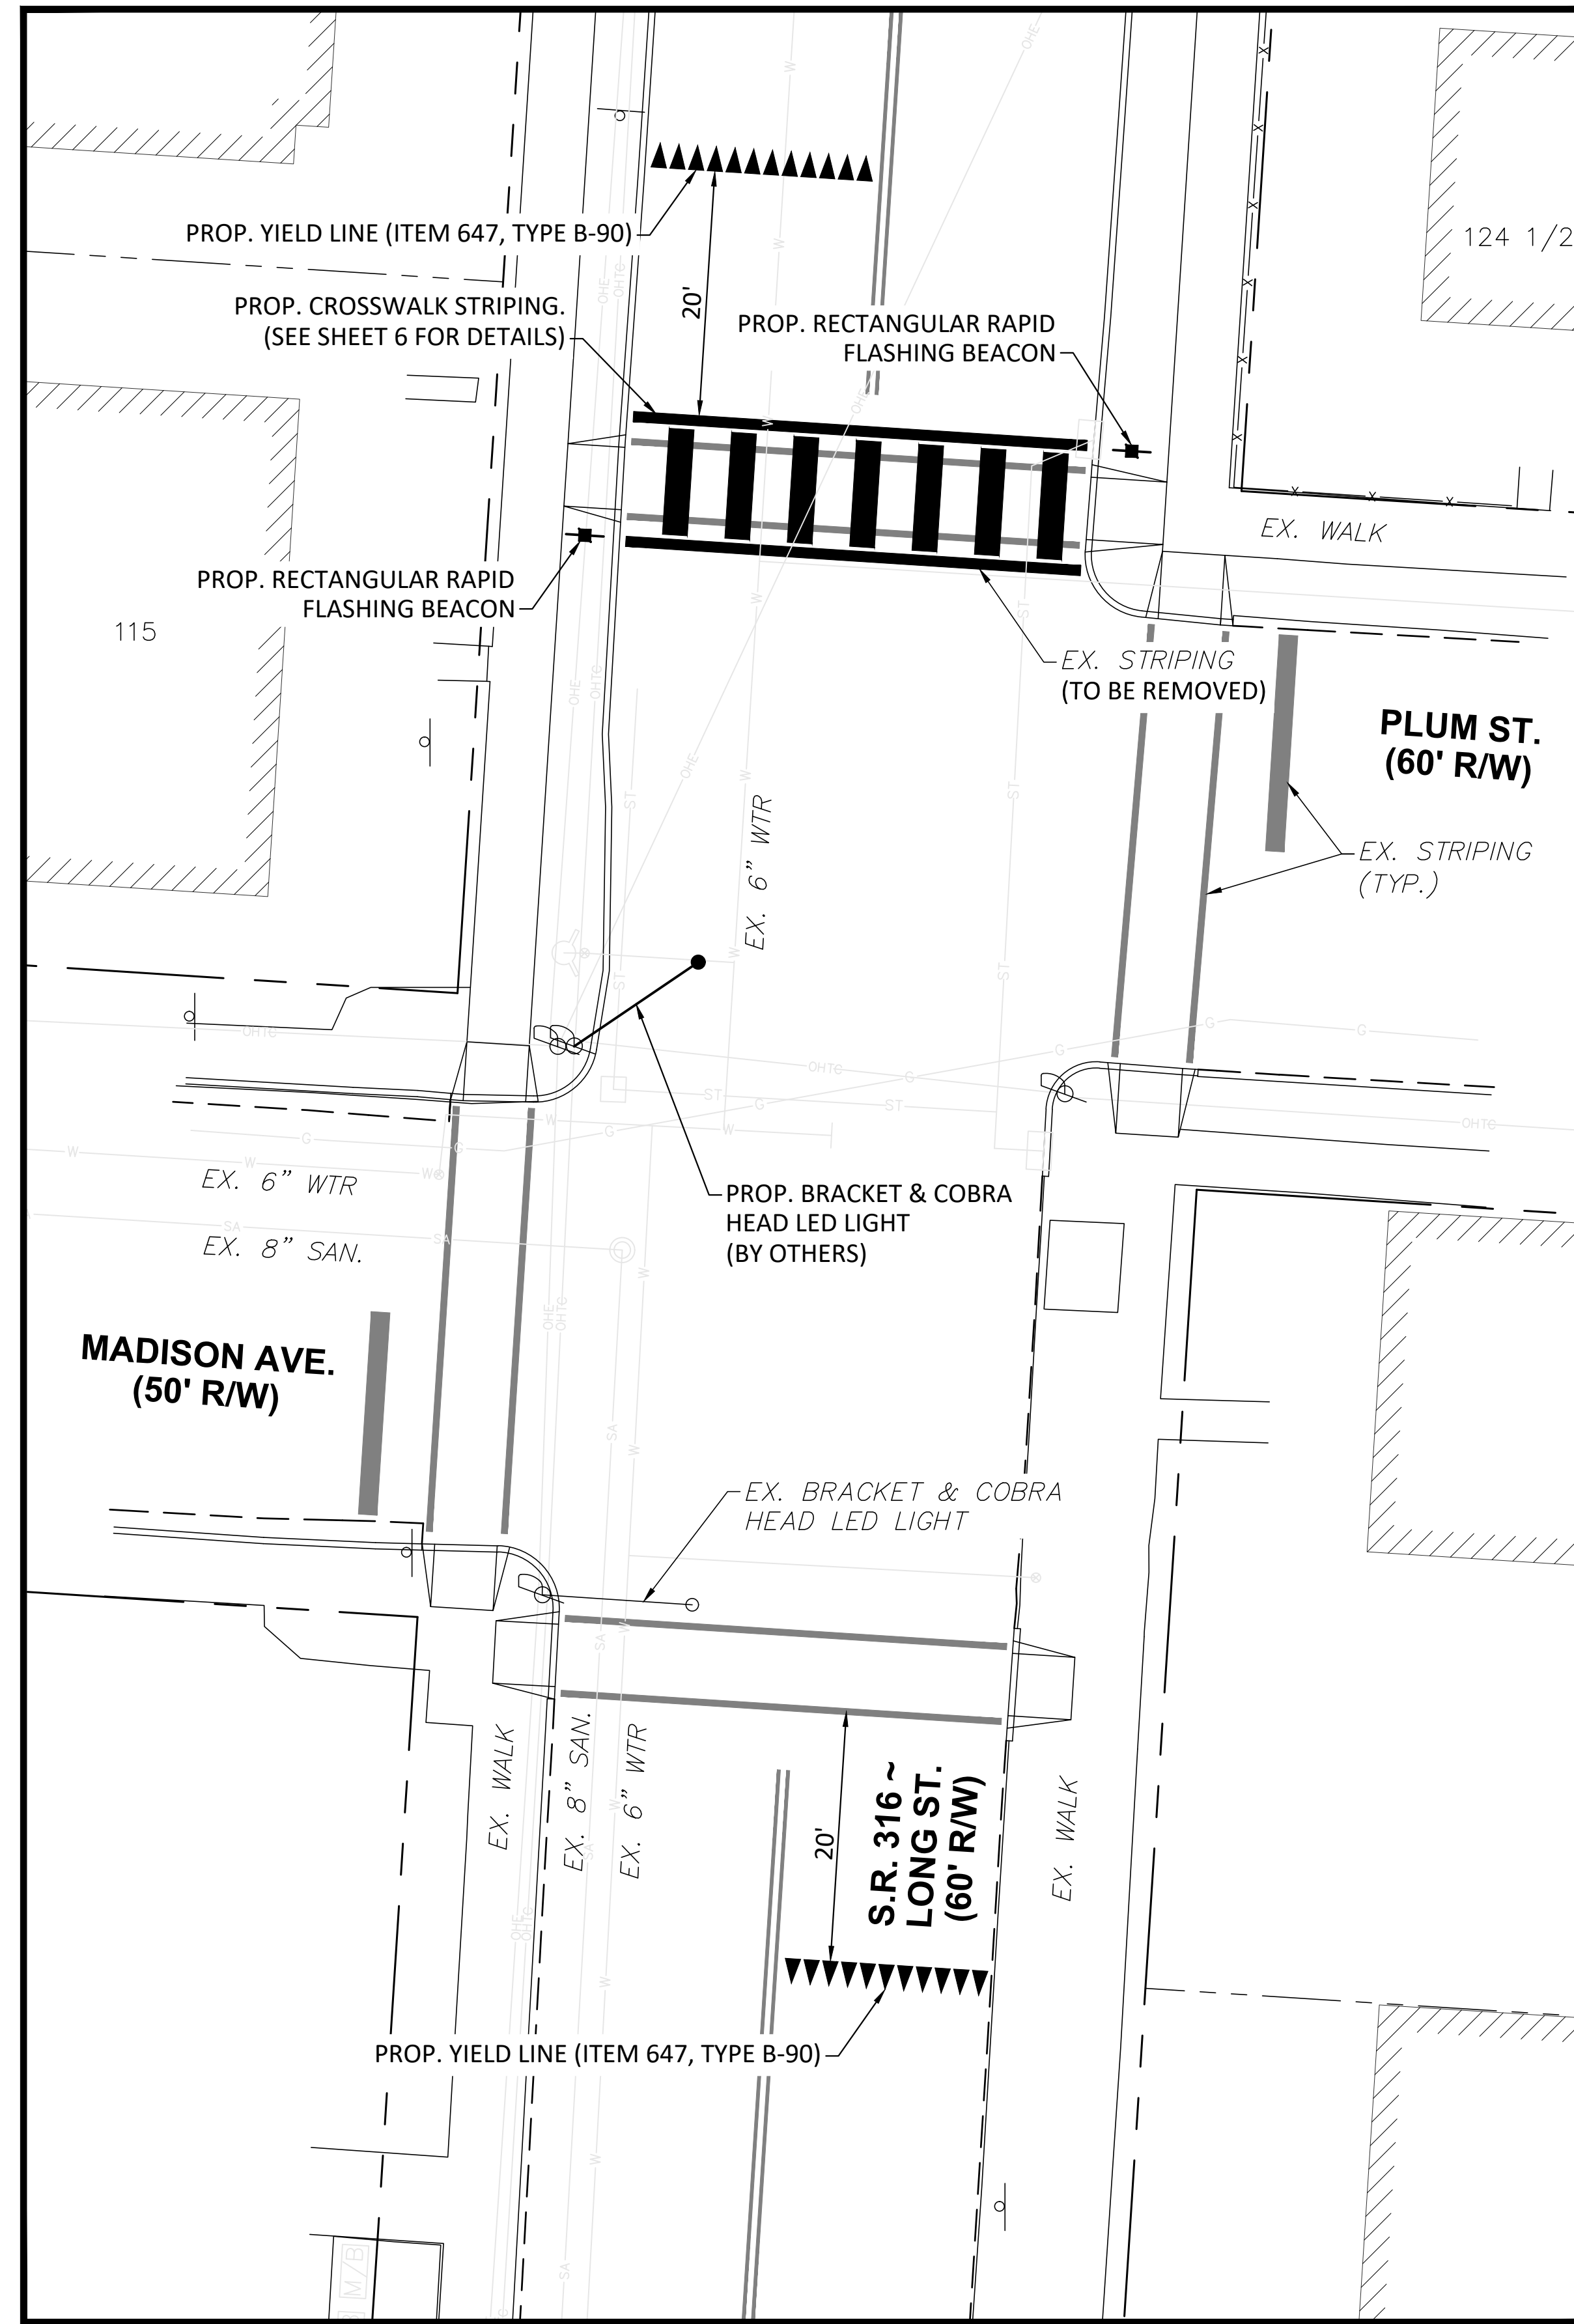 PROP. YIELD LINE (ITEM 647, TYPE B-90)
124 1/2
PROP. CROSSWALK STRIPING.
(SEE SHEET 6 FOR DETAILS)
20'
PROP. RECTANGULAR RAPID
FLASHING BEACON
EX. WALK
PROP. RECTANGULAR RAPID
FLASHING BEACON
115
EX. STRIPING
(TO BE REMOVED)
PLUM ST.
(60' R/W)
EX. STRIPING
(TYP.)
EX. 6” WTR
EX. 6” WTR
EX. 8” SAN.
PROP. BRACKET & COBRA
HEAD LED LIGHT
(BY OTHERS)
MADISON AVE.
(50' R/W)
EX. BRACKET & COBRA
HEAD LED LIGHT
EX. WALK
EX. 8” SAN.
EX. 6” WTR
20'
S.R. 316 ~
LONG ST.
(60' R/W)
EX. WALK
PROP. YIELD LINE (ITEM 647, TYPE B-90)
M/B